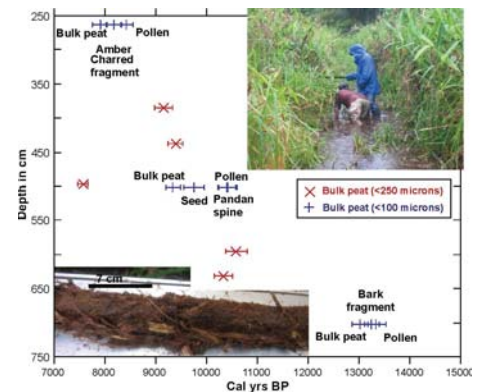 250
Bulk peat
Pollen
Amber
Charred
fragment
350
450
Bulk peat
Pollen
Seed
Pandan
spine
Bulk peat (<250 microns)
Bulk peat (<100 microns)
Depth in cm
550
7 cm
650
Bark
fragment
Bulk peat
Pollen
750
7000
8000
9000
10000
11000
12000
13000
14000
15000
Cal yrs BP